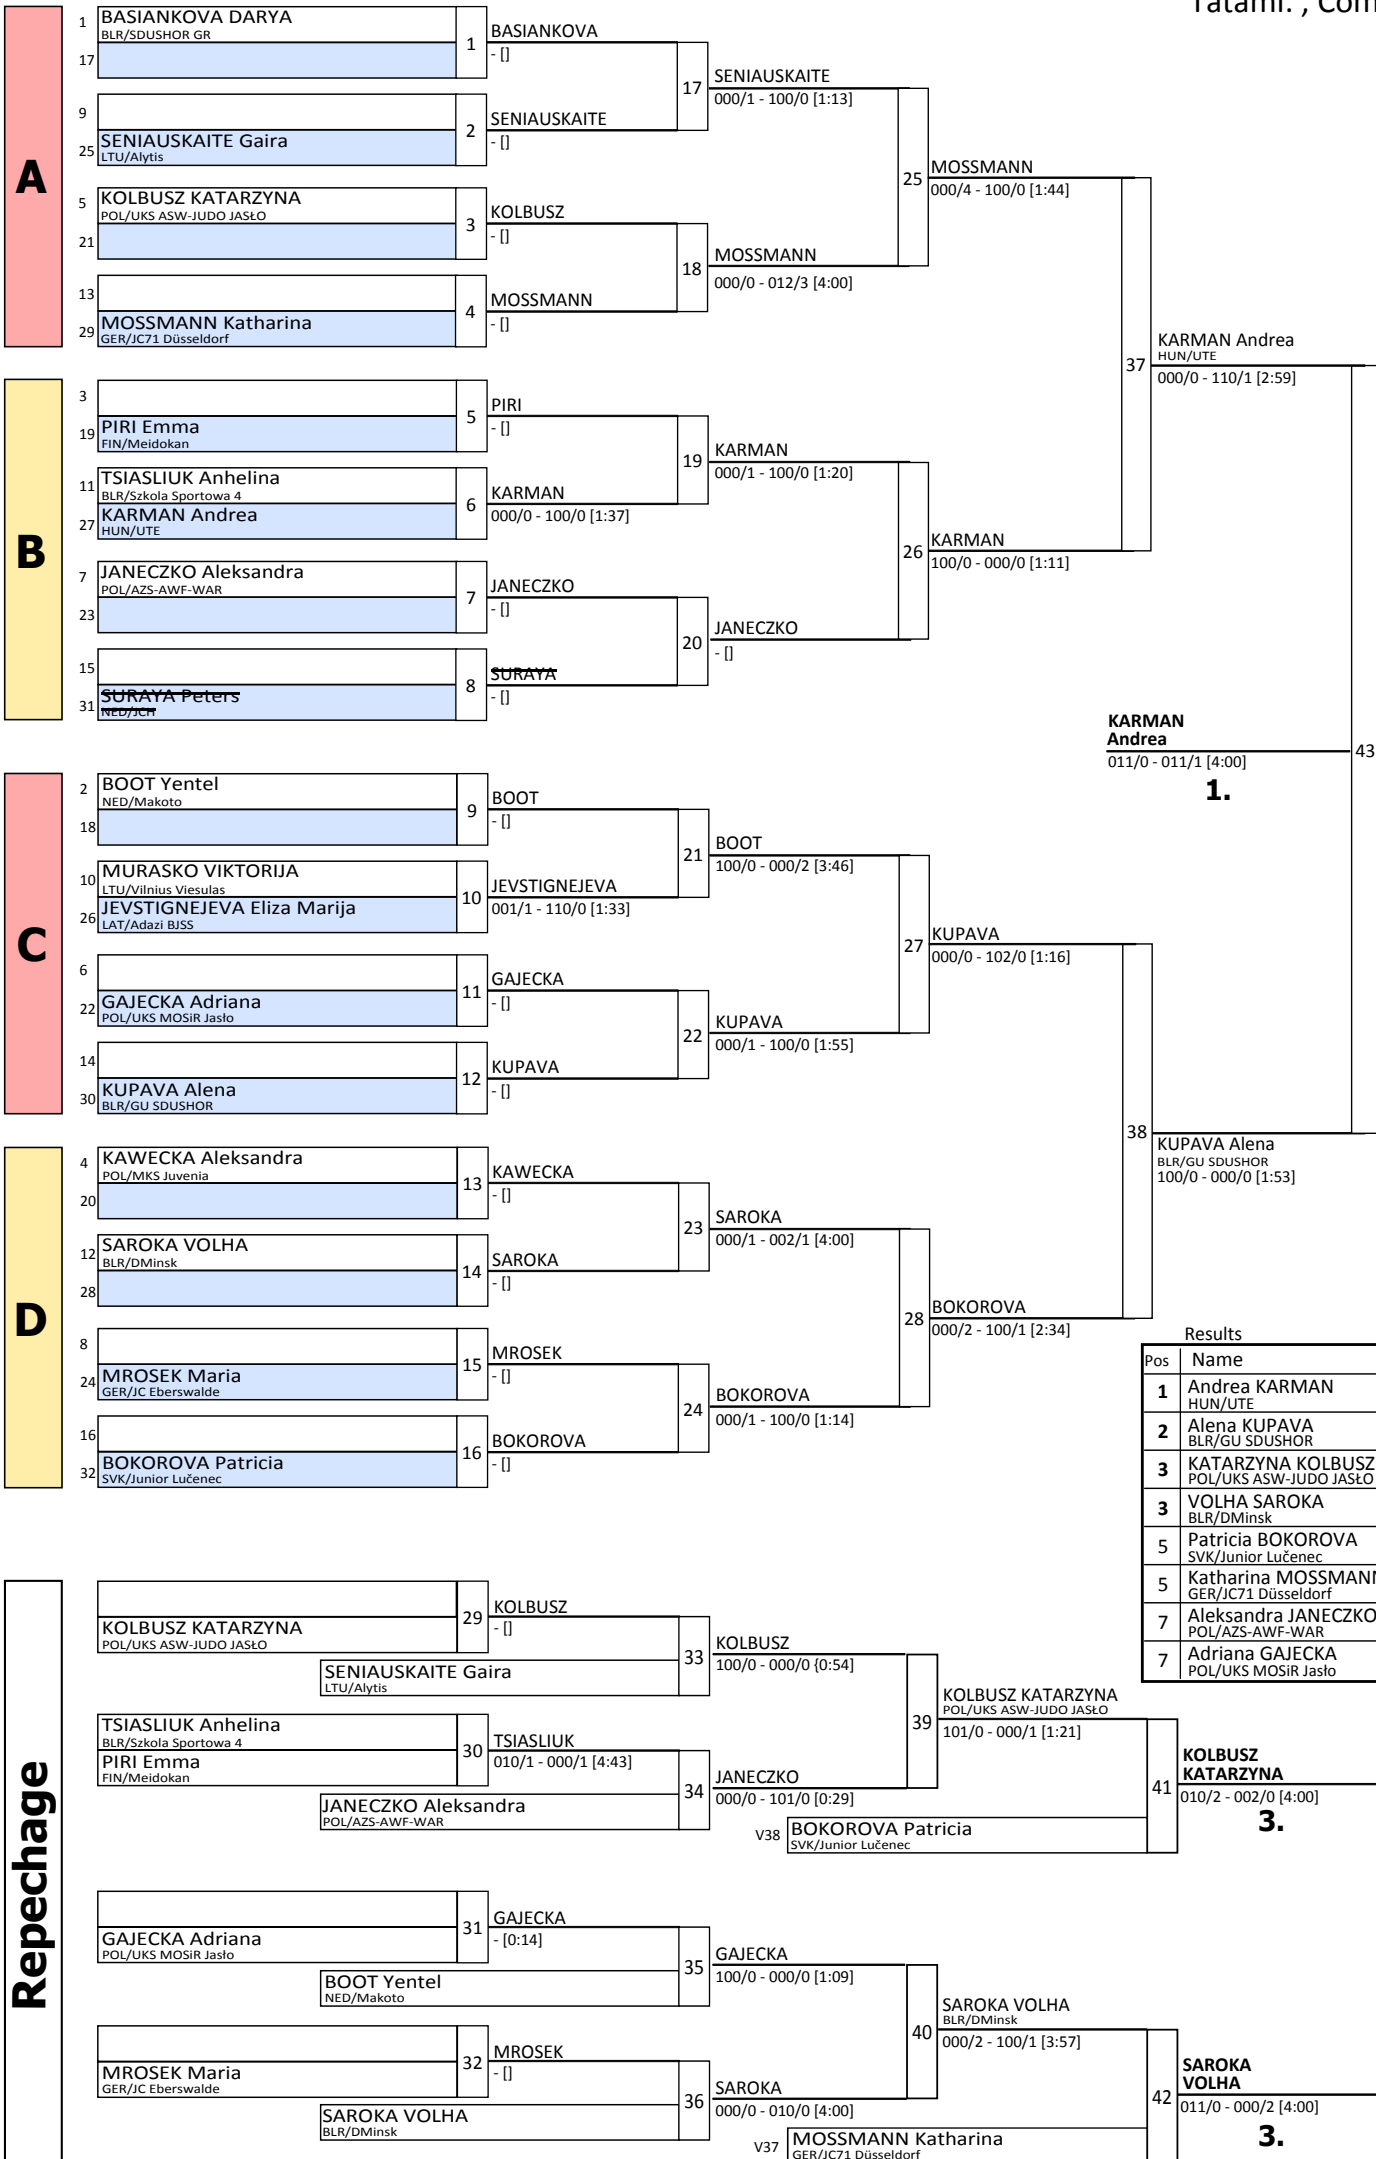 Tatami: , Com
A
1 BASIANKOVA DARYA
BLR/SDUSHOR GR
17
1
BASIANKOVA
- []
9
25 SENIAUSKAITE Gaira
LTU/Alytis
2
SENIAUSKAITE
- []
17
SENIAUSKAITE
000/1 - 100/0 [1:13]
5 KOLBUSZ KATARZYNA
POL/UKS ASW-JUDO JASŁO
21
3
KOLBUSZ
- []
13
29 MOSSMANN Katharina
GER/JC71 Düsseldorf
4
MOSSMANN
- []
18
MOSSMANN
000/0 - 012/3 [4:00]
25
MOSSMANN
000/4 - 100/0 [1:44]
B
3
19 PIRI Emma
FIN/Meidokan
5
PIRI
- []
11 TSIASLIUK Anhelina
BLR/Szkola Sportowa 4
27 KARMAN Andrea
HUN/UTE
6
KARMAN
000/0 - 100/0 [1:37]
19
KARMAN
000/1 - 100/0 [1:20]
7 JANECZKO Aleksandra
POL/AZS-AWF-WAR
23
7
JANECZKO
- []
15
31 SURAYA Peters
NED/JCH
8
SURAYA
- []
20
JANECZKO
- []
26
KARMAN
100/0 - 000/0 [1:11]
37
KARMAN Andrea
HUN/UTE
000/0 - 110/1 [2:59]
KARMAN
Andrea
011/0 - 011/1 [4:00]
1.
43
C
2 BOOT Yentel
NED/Makoto
18
9
BOOT
- []
10 MURASKO VIKTORIJA
LTU/Vilnius Viesulas
26 JEVSTIGNEJEVA Eliza Marija
LAT/Adazi BJSS
10
JEVSTIGNEJEVA
001/1 - 110/0 [1:33]
21
BOOT
100/0 - 000/2 [3:46]
6
22 GAJECKA Adriana
POL/UKS MOSiR Jasło
11
GAJECKA
- []
14
30 KUPAVA Alena
BLR/GU SDUSHOR
12
KUPAVA
- []
22
KUPAVA
000/1 - 100/0 [1:55]
27
KUPAVA
000/0 - 102/0 [1:16]
D
4 KAWECKA Aleksandra
POL/MKS Juvenia
20
13
KAWECKA
- []
12 SAROKA VOLHA
BLR/DMinsk
28
14
SAROKA
- []
23
SAROKA
000/1 - 002/1 [4:00]
8
24 MROSEK Maria
GER/JC Eberswalde
15
MROSEK
- []
16
32 BOKOROVA Patricia
SVK/Junior Lučenec
16
BOKOROVA
- []
24
BOKOROVA
000/1 - 100/0 [1:14]
28
BOKOROVA
000/2 - 100/1 [2:34]
38
KUPAVA Alena
BLR/GU SDUSHOR
100/0 - 000/0 [1:53]
Results
Pos Name
1 Andrea KARMAN
HUN/UTE
2 Alena KUPAVA
BLR/GU SDUSHOR
3 KATARZYNA KOLBUSZ
POL/UKS ASW-JUDO JASŁO
3 VOLHA SAROKA
BLR/DMinsk
5 Patricia BOKOROVA
SVK/Junior Lučenec
5 Katharina MOSSMANN
GER/JC71 Düsseldorf
7 Aleksandra JANECZKO
POL/AZS-AWF-WAR
7 Adriana GAJECKA
POL/UKS MOSiR Jasło
Repechage
KOLBUSZ KATARZYNA
POL/UKS ASW-JUDO JASŁO
29
KOLBUSZ
- []
SENIAUSKAITE Gaira
LTU/Alytis
33
KOLBUSZ
100/0 - 000/0 {0:54]
TSIASLIUK Anhelina
BLR/Szkola Sportowa 4
PIRI Emma
FIN/Meidokan
30
TSIASLIUK
010/1 - 000/1 [4:43]
JANECZKO Aleksandra
POL/AZS-AWF-WAR
34
JANECZKO
000/0 - 101/0 [0:29]
39
KOLBUSZ KATARZYNA
POL/UKS ASW-JUDO JASŁO
101/0 - 000/1 [1:21]
V38 BOKOROVA Patricia
SVK/Junior Lučenec
41
KOLBUSZ
KATARZYNA
010/2 - 002/0 [4:00]
3.
GAJECKA Adriana
POL/UKS MOSiR Jasło
31
GAJECKA
- [0:14]
BOOT Yentel
NED/Makoto
35
GAJECKA
100/0 - 000/0 [1:09]
MROSEK Maria
GER/JC Eberswalde
32
MROSEK
- []
SAROKA VOLHA
BLR/DMinsk
36
SAROKA
000/0 - 010/0 [4:00]
40
SAROKA VOLHA
BLR/DMinsk
000/2 - 100/1 [3:57]
V37 MOSSMANN Katharina
GER/JC71 Düsseldorf
42
SAROKA
VOLHA
011/0 - 000/2 [4:00]
3.